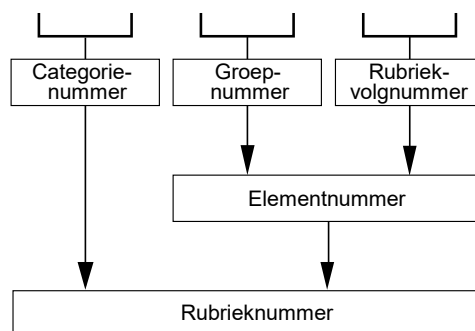 Categorie-
nummer
Groep-
nummer
Rubriek-
volgnummer
Elementnummer
Rubrieknummer